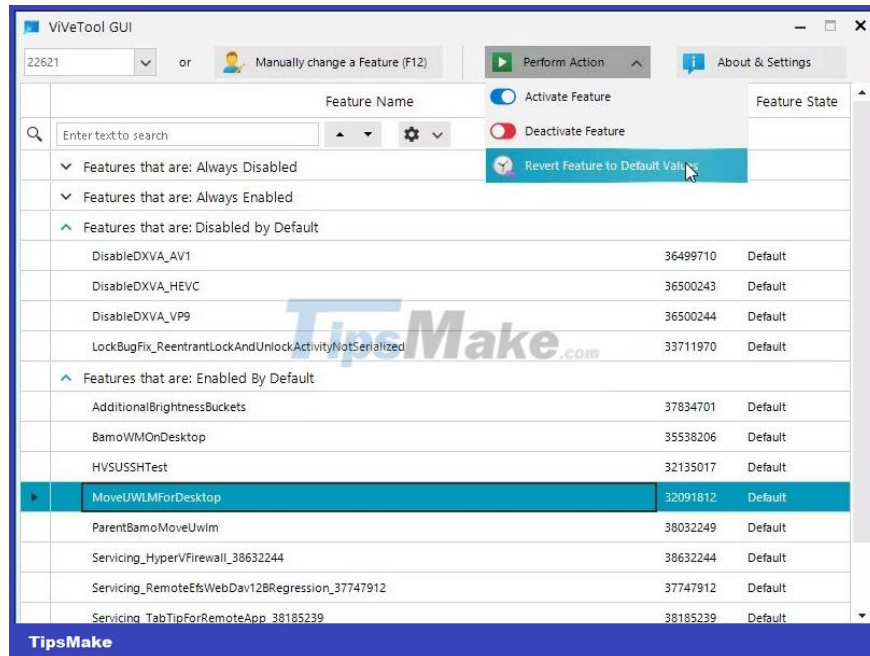 ViVeTool GUI
22621 or Manually change a Feature (F12) Perform Action About & Settings
Feature Name Activate Feature Feature State
Enter text to search Deactivate Feature
Features that are: Always Disabled Revert Feature to Default Values
Features that are: Always Enabled
Features that are: Disabled by Default
DisableDXVA_AV1 36499710 Default
DisableDXVA_HEVC 36500243 Default
DisableDXVA_VP9 36500244 Default
TipsMake.com
LockBugFix_ReentrantLockAndUnlockActivityNotSerialized 33711970 Default
Features that are: Enabled By Default
AdditionalBrightnessBuckets 37834701 Default
BamoWMOnDesktop 35538206 Default
HVSUSSHTest 32135017 Default
MoveUWLMForDesktop 32091812 Default
ParentBamoMoveUwlm 38032249 Default
Servicing_HyperVFirewall_38632244 38632244 Default
Servicing_RemoteEfsWebDav12BRegression_37747912 37747912 Default
Servicing_TabTipForRemoteApp_38185239 38185239 Default
TipsMake